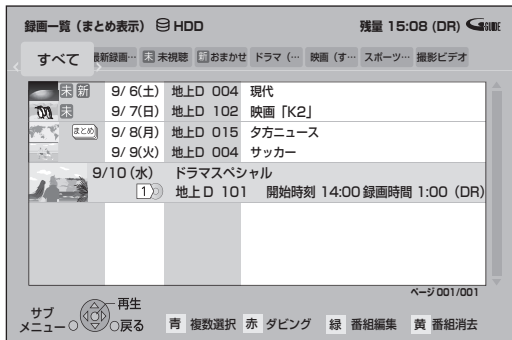 録画一覧（まとめ表示） HDD 残量 15:08 (DR) GGUIDE
すべて 最新録画… 未 未視聴 新 おまかせ ドラマ（… 映画（す… スポーツ… 撮影ビデオ
未 新 9/ 6(土) 地上D 004 現代
未 9/ 7(日) 地上D 102 映画「K2」
まとめ 9/ 8(月) 地上D 015 夕方ニュース
9/ 9(火) 地上D 004 サッカー
9/10 (水) ドラマスペシャル
1 地上D 101 開始時刻 14:00 録画時間 1:00 (DR)
ページ 001/001
サブメニュー 再生 戻る 青 複数選択 赤 ダビング 緑 番組編集 黄 番組消去